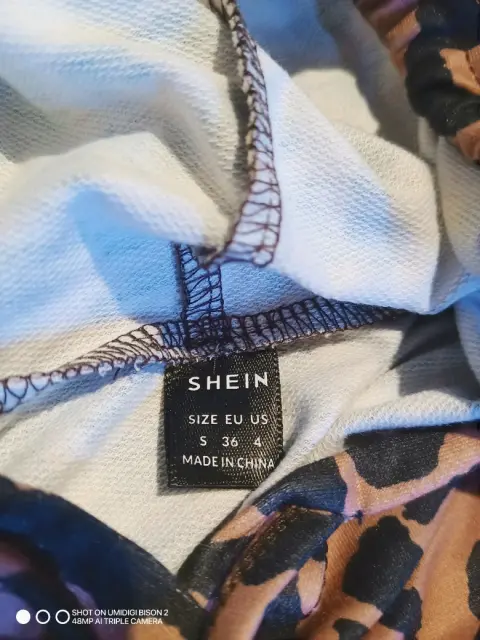 SHEIN
SIZE EU US
S 36 4
MADE IN CHINA
SHOT ON UMIDIGI BISON 2
48MP AI TRIPLE CAMERA